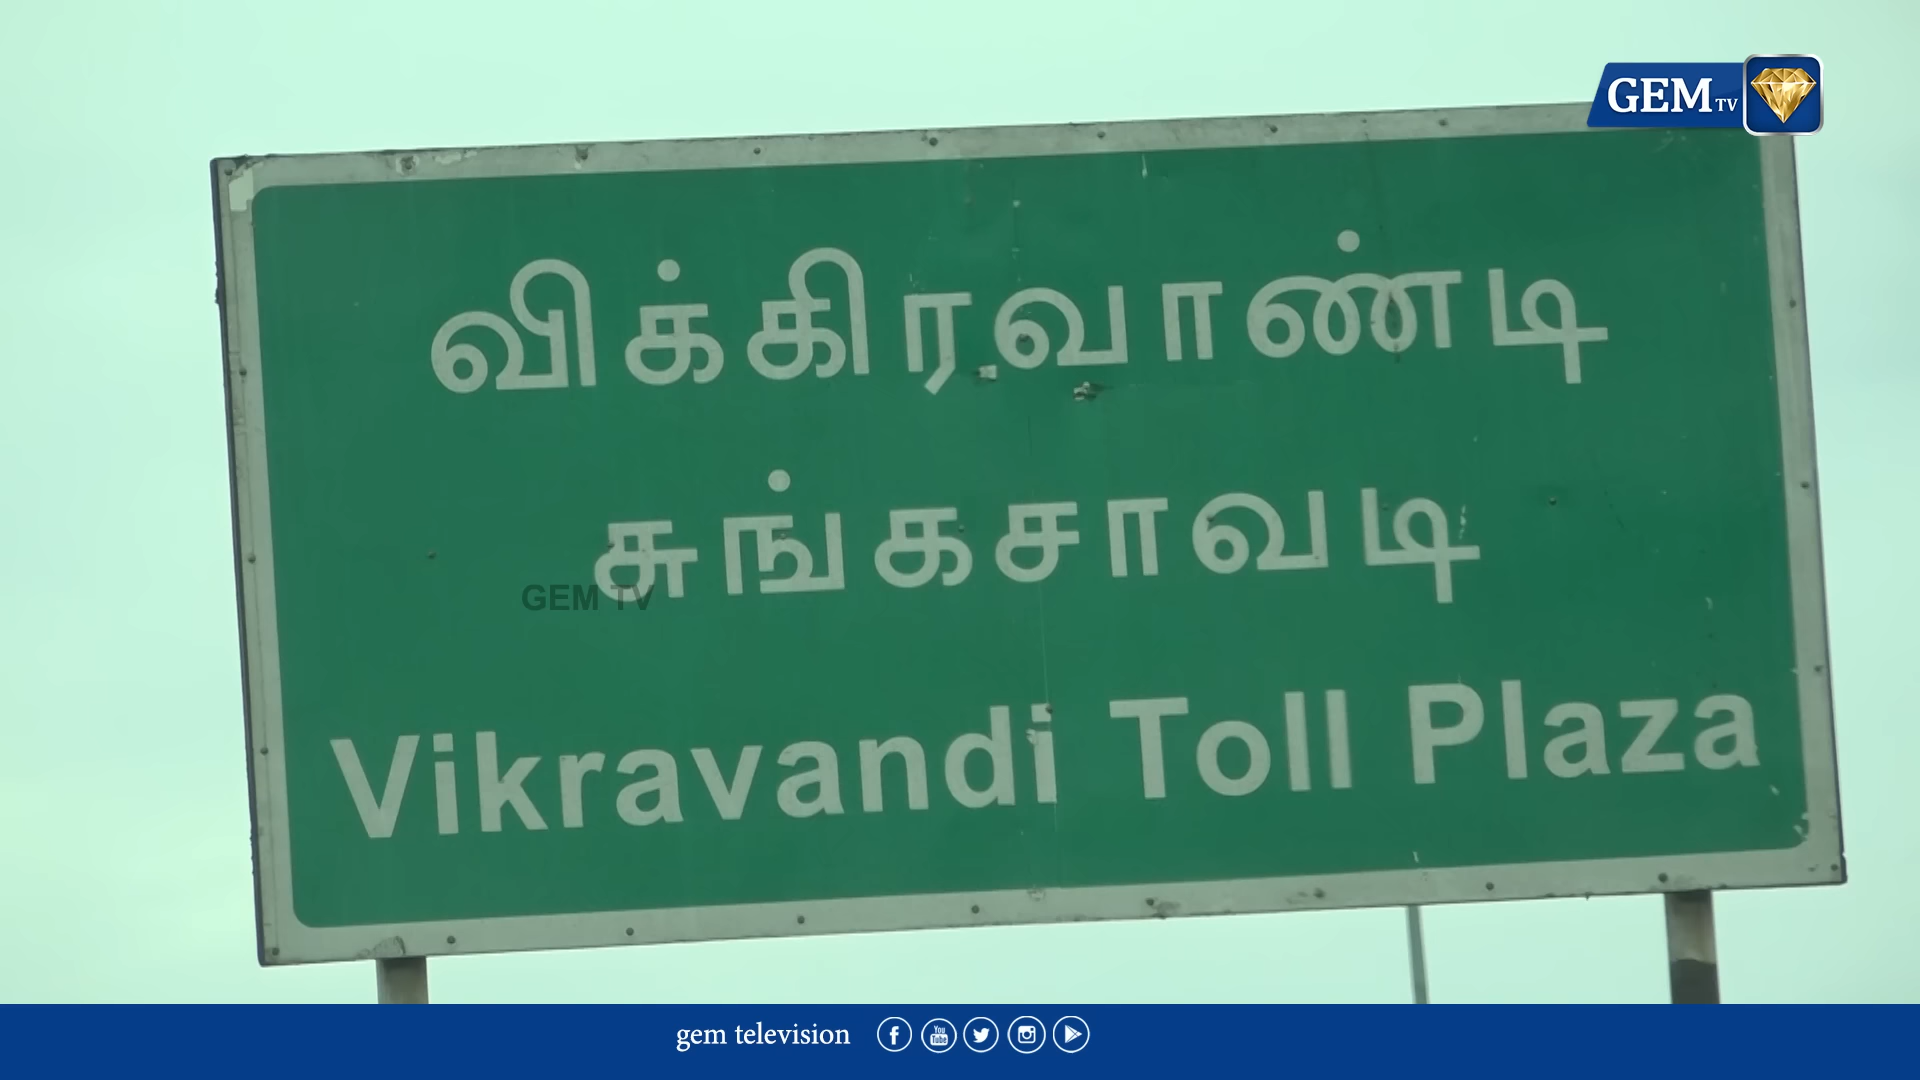 GEM TV
விக்கிரவாண்டி
சுங்கசாவடி
GEM TV
Vikravandi Toll Plaza
gem television